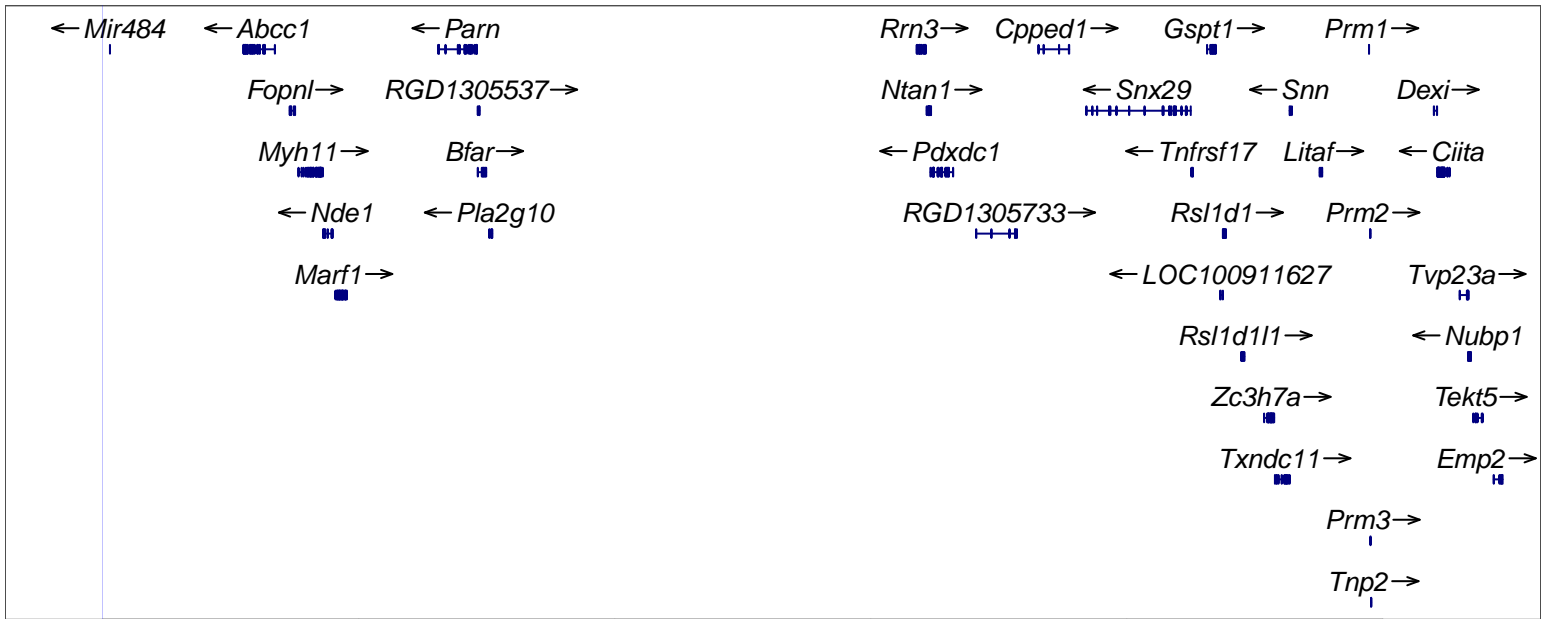 ←Mir484 ←Abcc1 ←Parn Rrn3→ Cpped1→ Gspt1→ Prm1→
Fopnl→ RGD1305537→ Ntan1→ ←Snx29 ←Snn Dexi→
Myh11→ Bfar→ ←Pdxdc1 ←Tnfrsf17 Litaf→ ←Ciita
←Nde1 ←Pla2g10 RGD1305733→ Rsl1d1→ Prm2→
Marf1→ ←LOC100911627 Tvp23a→
Rsl1d1l1→ ←Nubp1
Zc3h7a→ Tekt5→
Txndc11→ Emp2→
Prm3→
Tnp2→